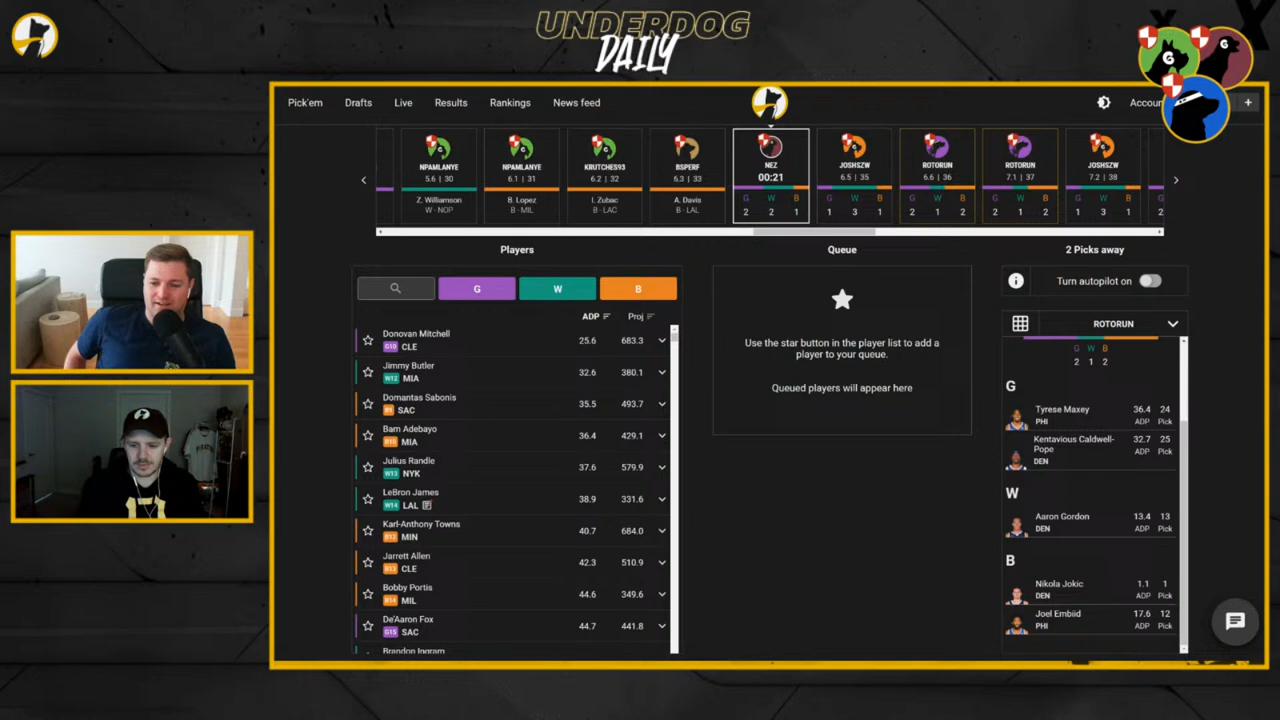 UNDERDOG
DAILY
G
G
Pick'em Drafts Live Results Rankings News feed
Accoun +
NPAMLANYE
5.6 | 30
Z. Williamson
W - NOP
NPAMLANYE
6.1 | 31
B. Lopez
B - MIL
KRUTCHES93
6.2 | 32
I. Zubac
B - LAC
BSPERF
6.3 | 33
A. Davis
B - LAL
NEZ
00:21
G W B
2 2 1
JOSHSZW
6.5 | 35
G W B
1 3 1
ROTORUN
6.6 | 36
G W B
2 1 2
ROTORUN
7.1 | 37
G W B
2 1 2
JOSHSZW
7.2 | 38
G W B
1 3 1
G
2
Players
G W B
ADP Proj
Donovan Mitchell
G10 CLE
25.6 683.3
Jimmy Butler
W12 MIA
32.6 380.1
Domantas Sabonis
B9 SAC
35.5 493.7
Bam Adebayo
B10 MIA
36.4 429.1
Julius Randle
W13 NYK
37.6 579.9
LeBron James
W14 LAL
38.9 331.6
Karl-Anthony Towns
B12 MIN
40.7 684.0
Jarrett Allen
B13 CLE
42.3 510.9
Bobby Portis
B14 MIL
44.6 349.6
De'Aaron Fox
G15 SAC
44.7 441.8
Brandon Ingram
Queue
Use the star button in the player list to add a
player to your queue.
Queued players will appear here
2 Picks away
Turn autopilot on
ROTORUN
G W B
2 1 2
G
Tyrese Maxey
PHI
36.4 24
ADP Pick
Kentavious Caldwell-
Pope
DEN
32.7 25
ADP Pick
W
Aaron Gordon
DEN
13.4 13
ADP Pick
B
Nikola Jokic
DEN
1.1 1
ADP Pick
Joel Embiid
PHI
17.6 12
ADP Pick